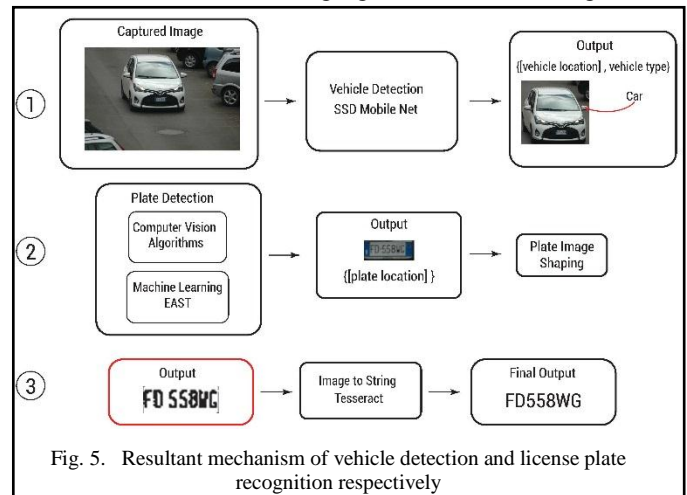 Captured Image
①
Vehicle Detection
SSD Mobile Net
Output
{[vehicle location] , vehicle type}
Car
Plate Detection
②
Computer Vision
Algorithms
Machine Learning
EAST
Output
FD·558WG
{[plate location] }
Plate Image
Shaping
③
Output
FD 558WG
Image to String
Tesseract
Final Output
FD558WG
Fig. 5. Resultant mechanism of vehicle detection and license plate
recognition respectively